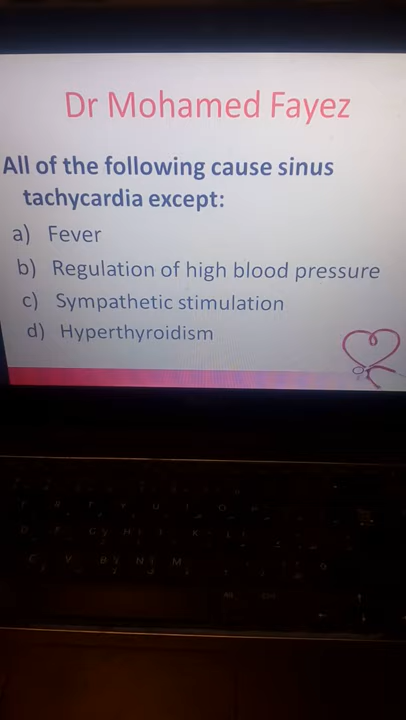 Dr Mohamed Fayez
All of the following cause sinus
tachycardia except:
a) Fever
b) Regulation of high blood pressure
c) Sympathetic stimulation
d) Hyperthyroidism